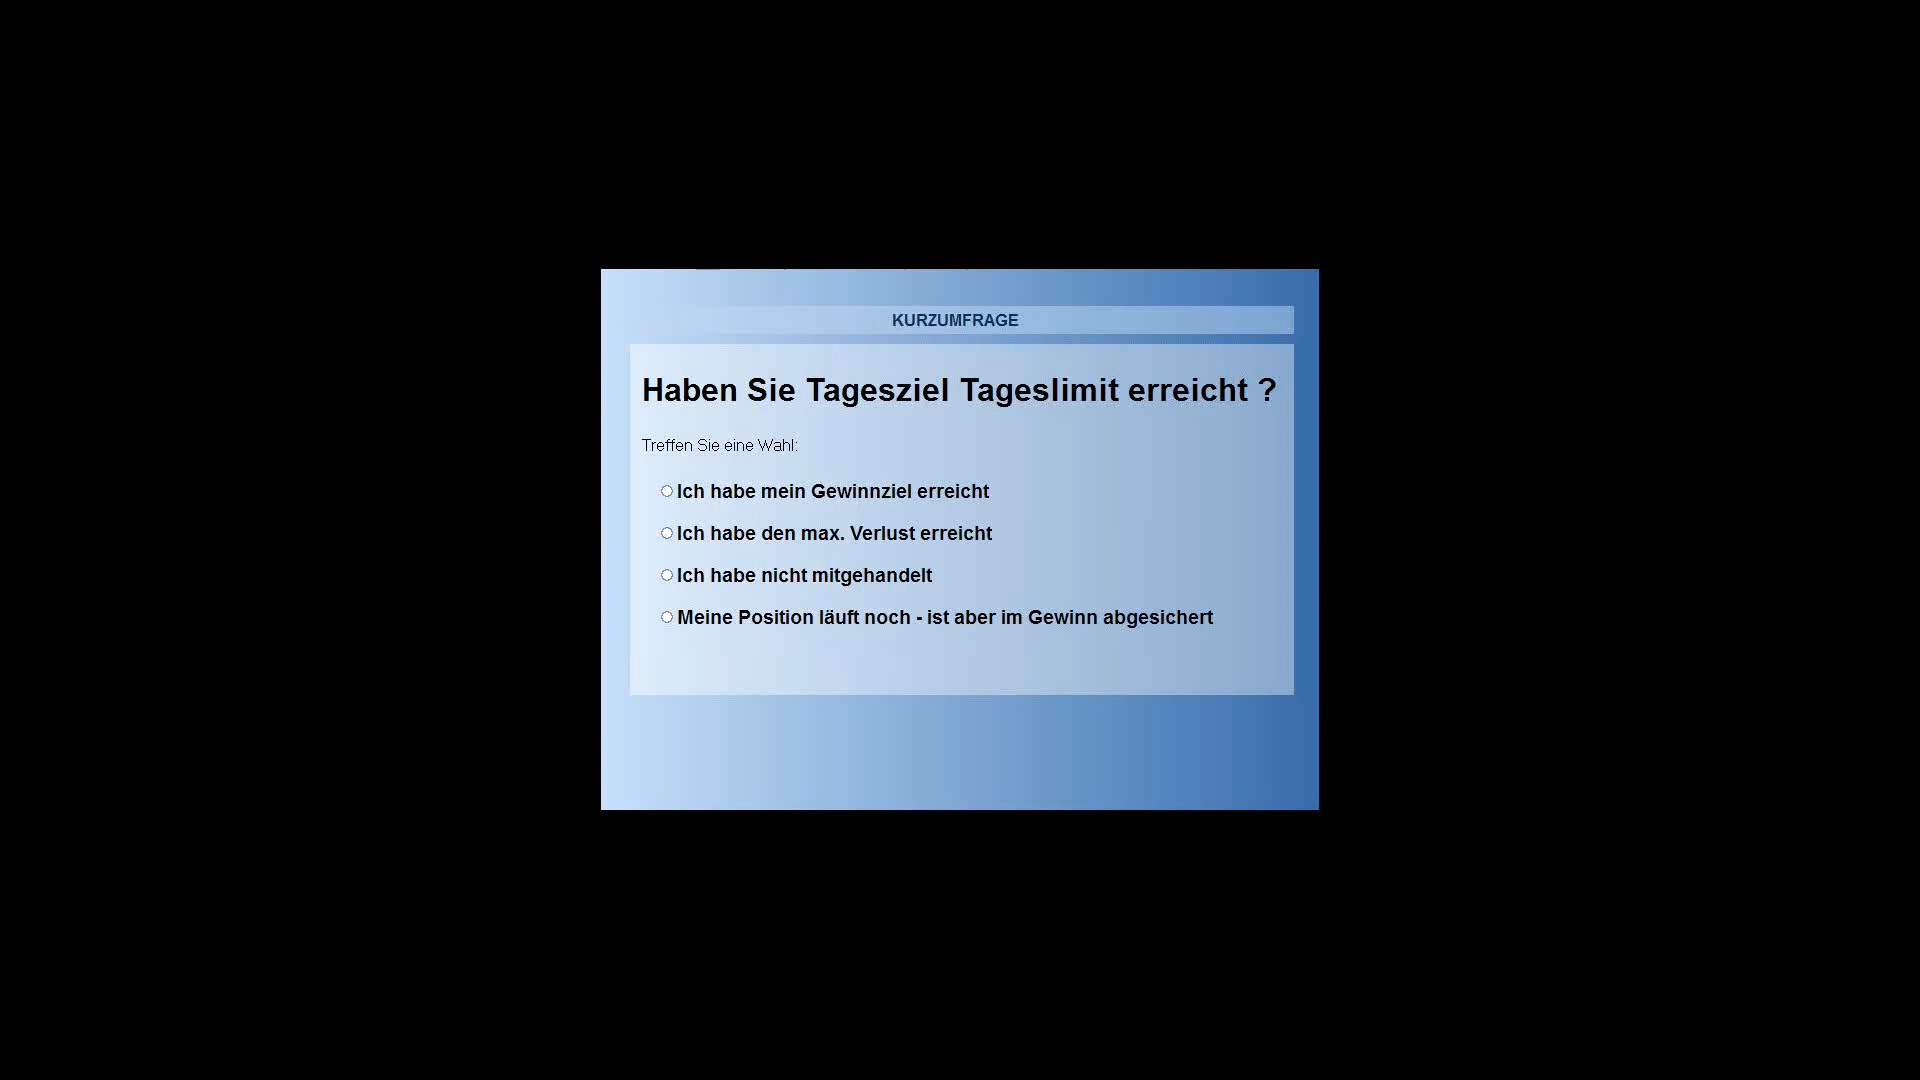 KURZUMFRAGE
Haben Sie Tagesziel Tageslimit erreicht ?
Treffen Sie eine Wahl:
Ich habe mein Gewinnziel erreicht
Ich habe den max. Verlust erreicht
Ich habe nicht mitgehandelt
Meine Position läuft noch - ist aber im Gewinn abgesichert